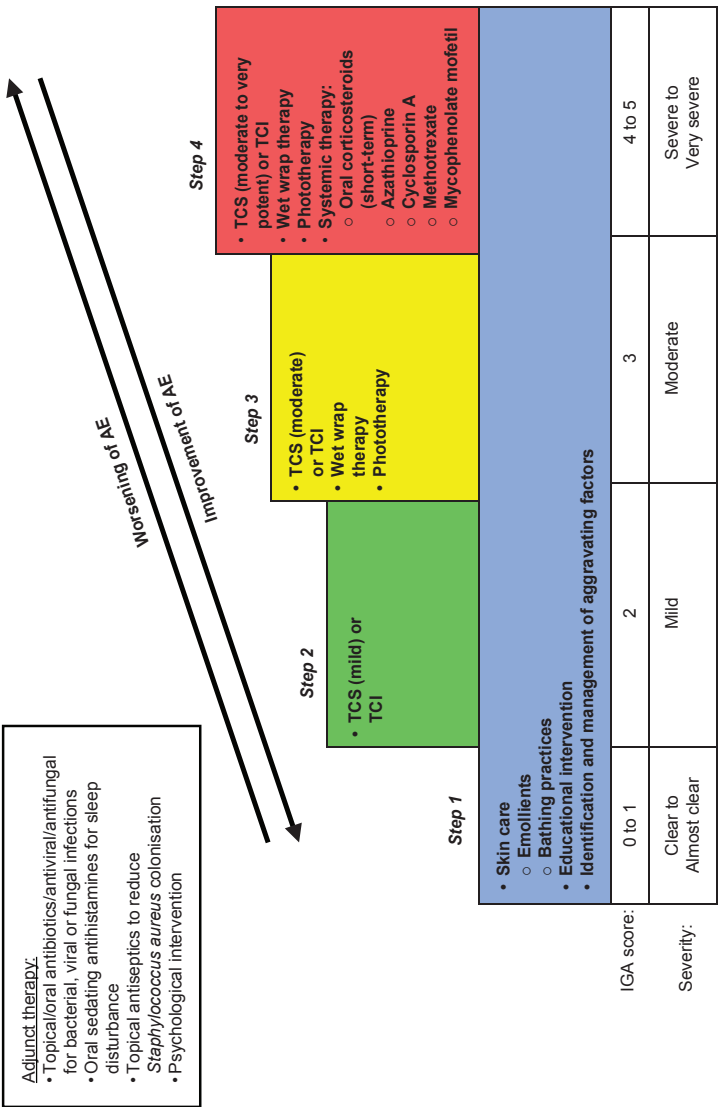 Adjunct therapy:
• Topical/oral antibiotics/antiviral/antifungal
for bacterial, viral or fungal infections
• Oral sedating antihistamines for sleep
disturbance
• Topical antiseptics to reduce
Staphylococcus aureus colonisation
• Psychological intervention
Worsening of AE
Improvement of AE
Step 1
• Skin care
○ Emollients
○ Bathing practices
• Educational intervention
• Identification and management of aggravating factors
Step 2
• TCS (mild) or
TCI
Step 3
• TCS (moderate)
or TCI
• Wet wrap
therapy
• Phototherapy
Step 4
• TCS (moderate to very
potent) or TCI
• Wet wrap therapy
• Phototherapy
• Systemic therapy:
○ Oral corticosteroids
(short-term)
○ Azathioprine
○ Cyclosporin A
○ Methotrexate
○ Mycophenolate mofetil
IGA score: 0 to 1 2 3 4 to 5
Severity: Clear to
Almost clear
Mild
Moderate
Severe to
Very severe